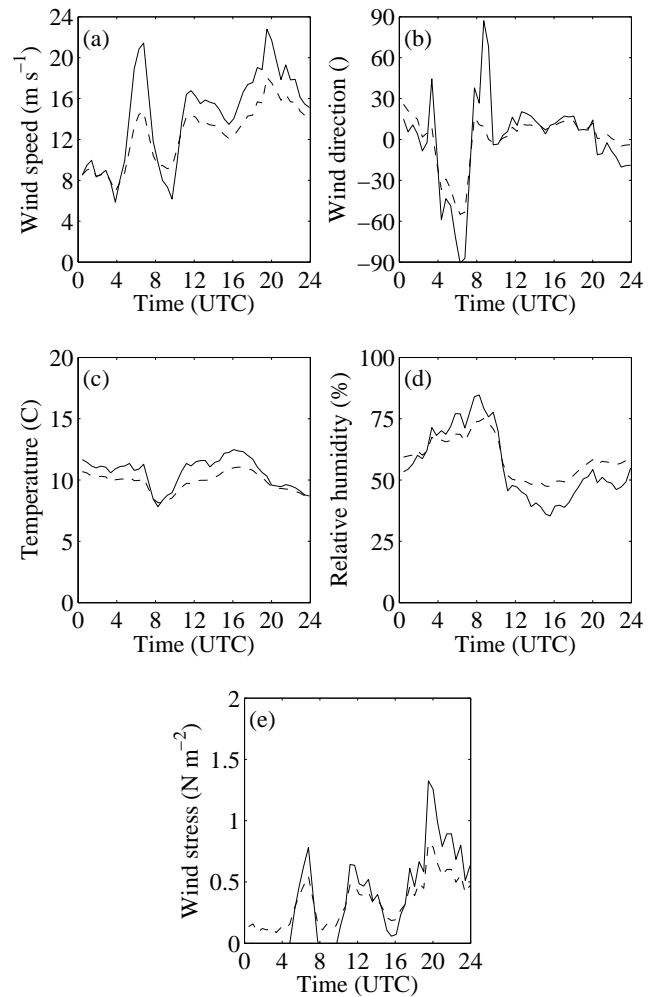 (a)
Wind speed (m s⁻¹)
24
20
16
12
8
4
0
0 4 8 12 16 20 24
Time (UTC)
(b)
Wind direction ()
90
60
30
0
−30
−60
−90
0 4 8 12 16 20 24
Time (UTC)
(c)
Temperature (C)
20
15
10
5
0
0 4 8 12 16 20 24
Time (UTC)
(d)
Relative humidity (%)
100
75
50
25
0
0 4 8 12 16 20 24
Time (UTC)
(e)
Wind stress (N m⁻²)
2
1.5
1
0.5
0
0 4 8 12 16 20 24
Time (UTC)